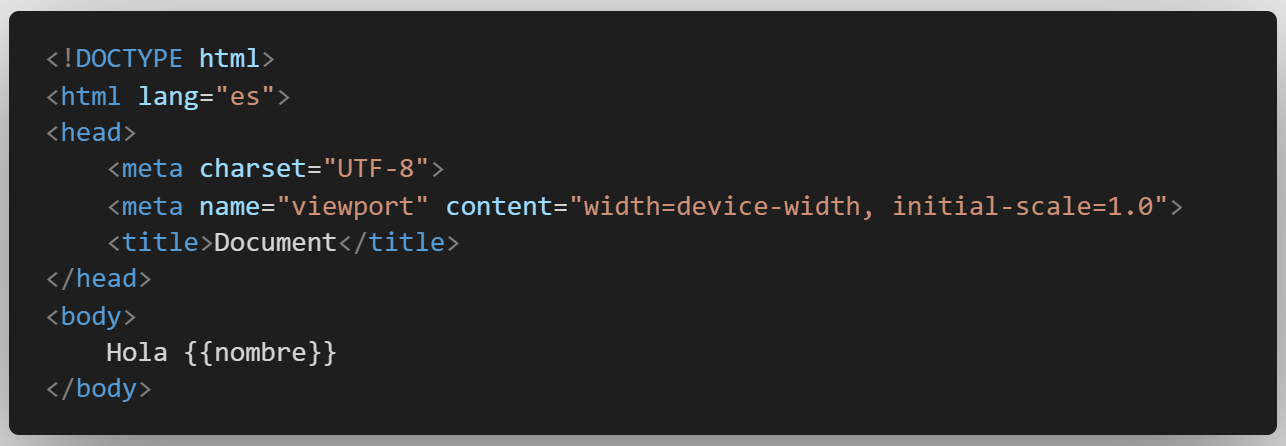 <!DOCTYPE html>
<html lang="es">
<head>
    <meta charset="UTF-8">
    <meta name="viewport" content="width=device-width, initial-scale=1.0">
    <title>Document</title>
</head>
<body>
    Hola {{nombre}}
</body>